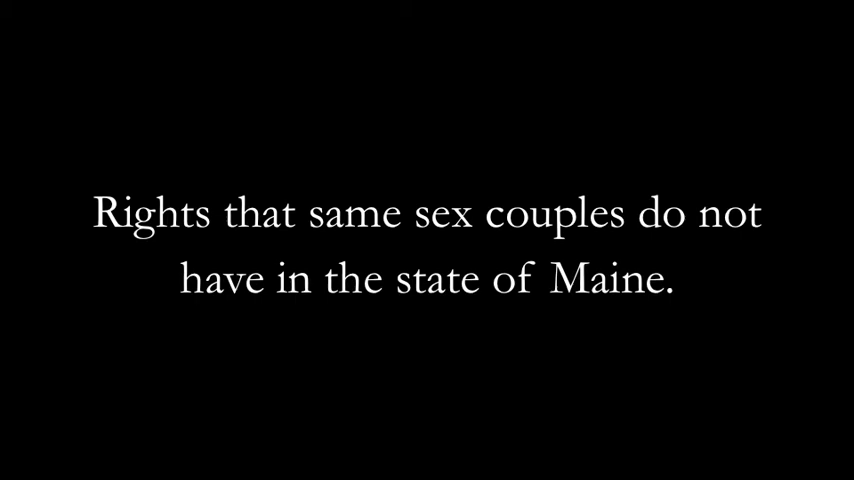 Rights that same sex couples do not
have in the state of Maine.